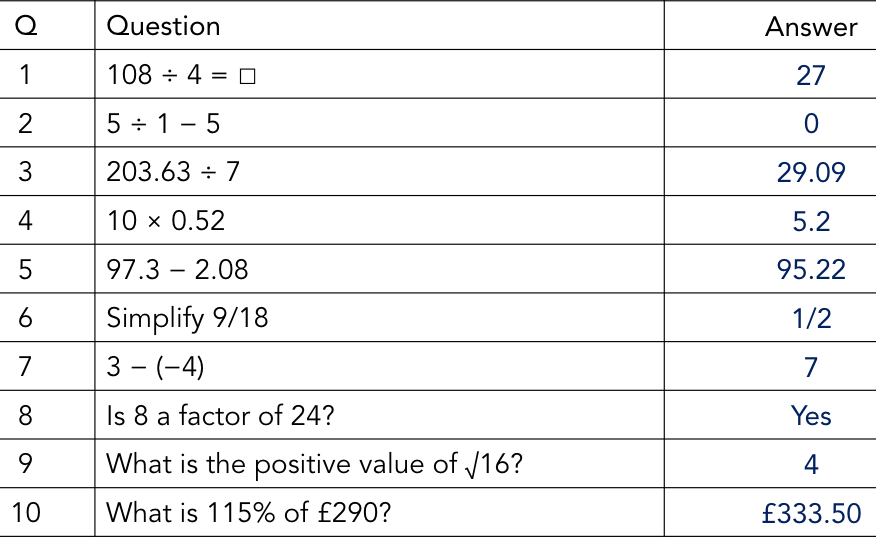 Q Question Answer
1 108 ÷ 4 = □ 27
2 5 ÷ 1 − 5 0
3 203.63 ÷ 7 29.09
4 10 × 0.52 5.2
5 97.3 − 2.08 95.22
6 Simplify 9/18 1/2
7 3 − (−4) 7
8 Is 8 a factor of 24? Yes
9 What is the positive value of √16? 4
10 What is 115% of £290? £333.50